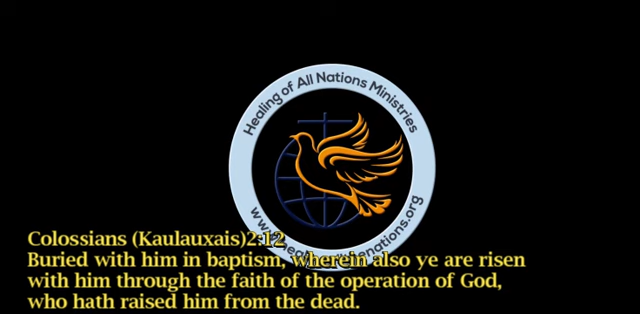 Healing of All Nations Ministries
Colossians (Kaulauxais)2:12
Buried with him in baptism, wherein also ye are risen
with him through the faith of the operation of God,
who hath raised him from the dead.